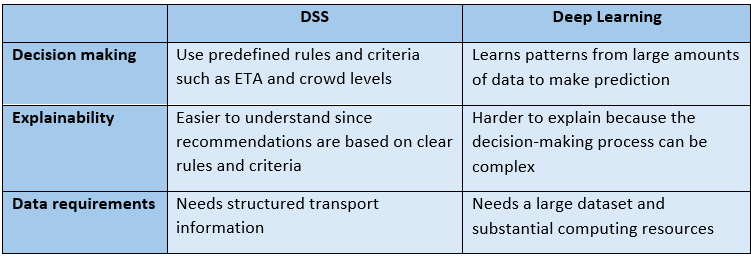 DSS
Deep Learning
Decision making
Use predefined rules and criteria
such as ETA and crowd levels
Learns patterns from large amounts
of data to make prediction
Explainability
Easier to understand since
recommendations are based on clear
rules and criteria
Harder to explain because the
decision-making process can be
complex
Data requirements
Needs structured transport
information
Needs a large dataset and
substantial computing resources